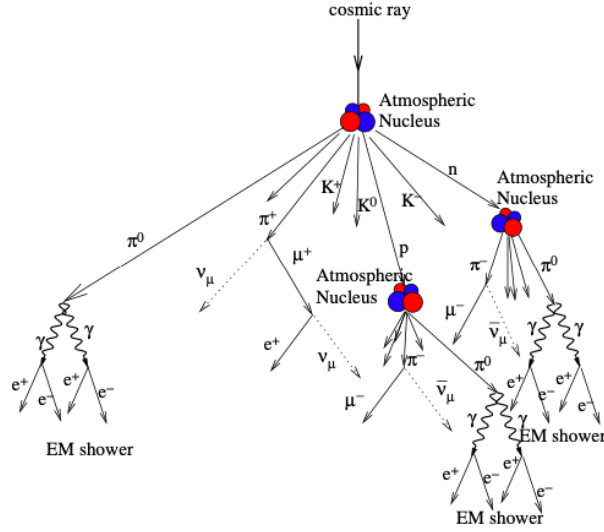 cosmic ray
Atmospheric
Nucleus
n
Atmospheric
Nucleus
K⁺
K⁰
K⁻
π⁺
π⁰
p
μ⁺
ν_μ
Atmospheric
Nucleus
π⁻
π⁰
μ⁻
ν̄_μ
e⁺
ν_μ
π⁻
π⁰
μ⁻
ν̄_μ
γ
γ
e⁺
e⁻
e⁺
e⁻
EM shower
γ
γ
e⁺
e⁻
e⁺
e⁻
EM shower
γ
γ
e⁺
e⁻
e⁺
e⁻
EM shower